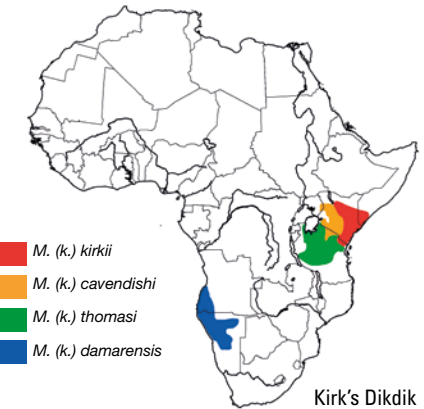 M. (k.) kirkii
M. (k.) cavendishi
M. (k.) thomasi
M. (k.) damarensis
Kirk's Dikdik